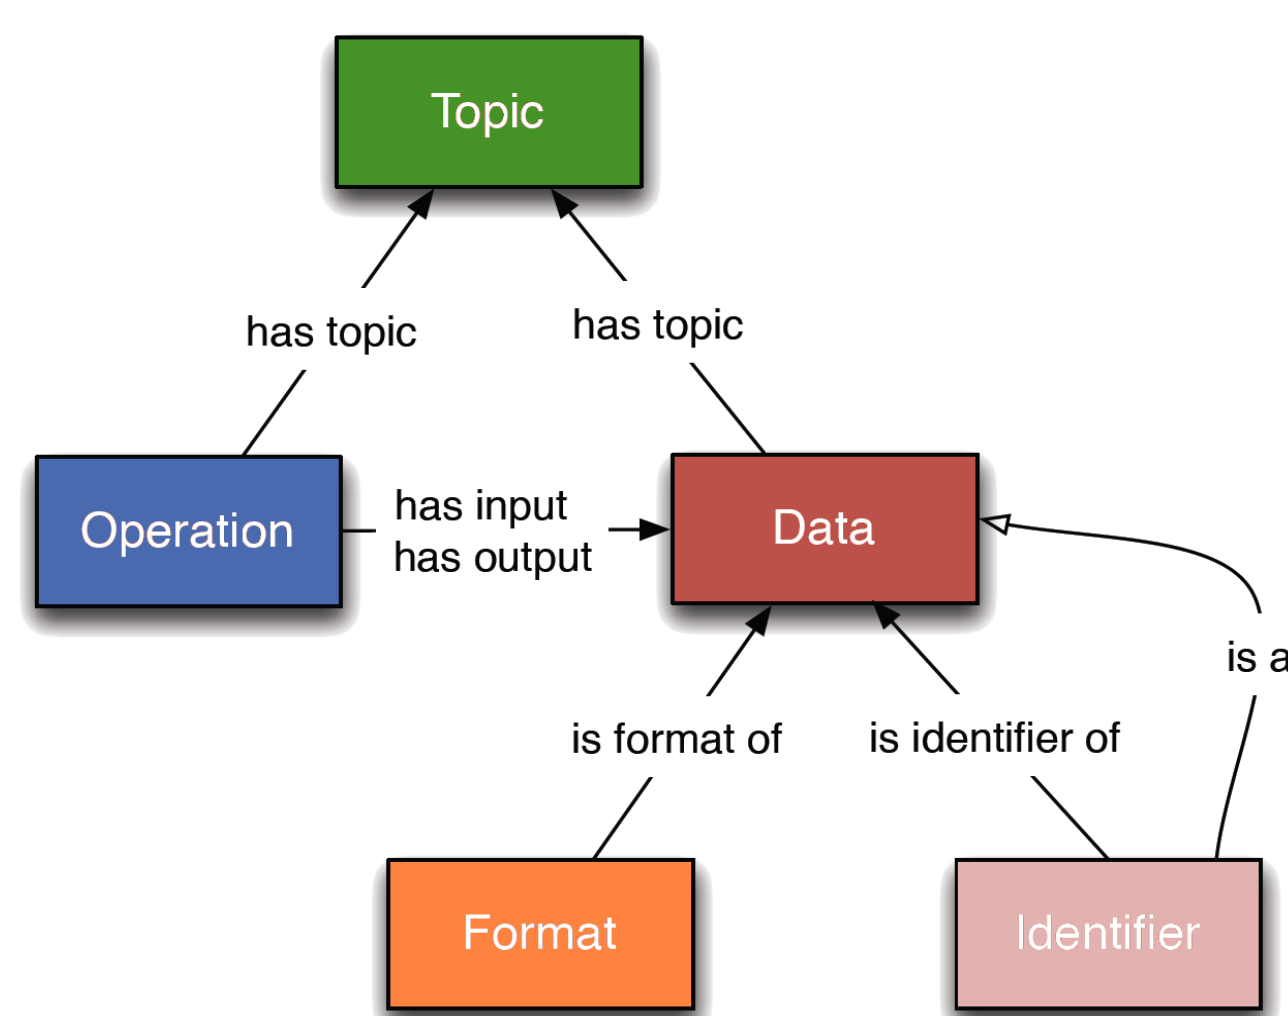 Topic
has topic
has topic
Operation
has input
has output
Data
is a
is format of
is identifier of
Format
Identifier